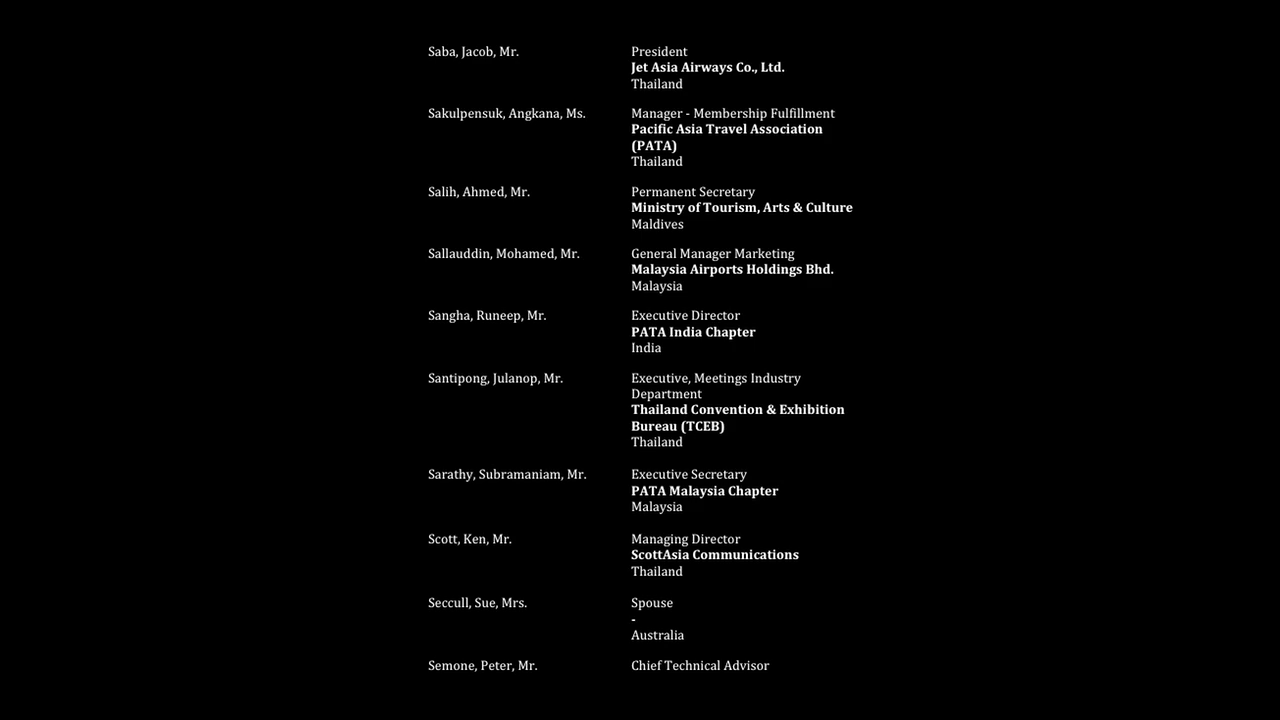 Saba, Jacob, Mr. President
Jet Asia Airways Co., Ltd.
Thailand
Sakulpensuk, Angkana, Ms. Manager - Membership Fulfillment
Pacific Asia Travel Association
(PATA)
Thailand
Salih, Ahmed, Mr. Permanent Secretary
Ministry of Tourism, Arts & Culture
Maldives
Sallauddin, Mohamed, Mr. General Manager Marketing
Malaysia Airports Holdings Bhd.
Malaysia
Sangha, Runeep, Mr. Executive Director
PATA India Chapter
India
Santipong, Julanop, Mr. Executive, Meetings Industry
Department
Thailand Convention & Exhibition
Bureau (TCEB)
Thailand
Sarathy, Subramaniam, Mr. Executive Secretary
PATA Malaysia Chapter
Malaysia
Scott, Ken, Mr. Managing Director
ScottAsia Communications
Thailand
Seccull, Sue, Mrs. Spouse
-
Australia
Semone, Peter, Mr. Chief Technical Advisor